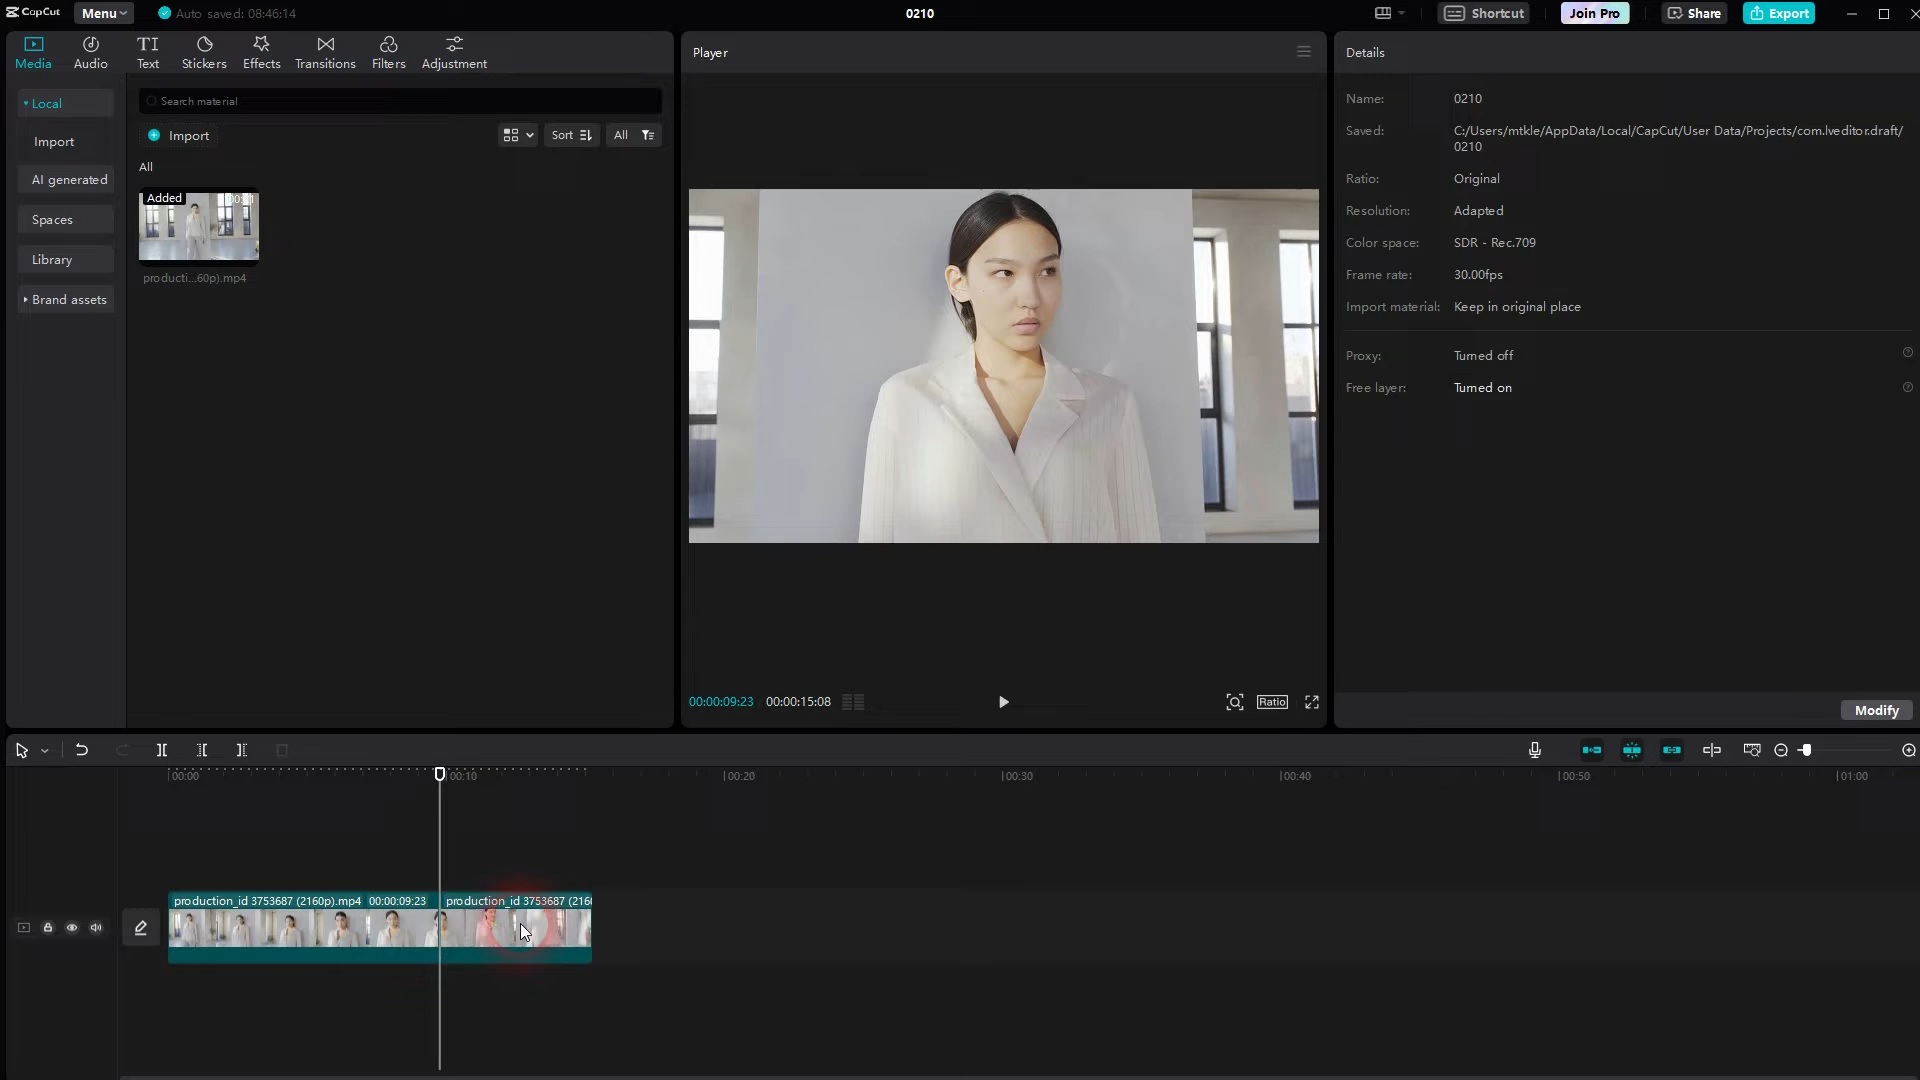 CapCut
Menu
Auto saved: 08:46:14
0210
Shortcut
Join Pro
Share
Export
Media
Audio
Text
Stickers
Effects
Transitions
Filters
Adjustment
Local
Import
AI generated
Spaces
Library
Brand assets
Search material
Import
Sort
All
All
Added
producti...60p).mp4
Player
00:00:09:23
00:00:15:08
Ratio
Details
Name: 0210
Saved: C:/Users/mtkle/AppData/Local/CapCut/User Data/Projects/com.lveditor.draft/
0210
Ratio: Original
Resolution: Adapted
Color space: SDR - Rec.709
Frame rate: 30.00fps
Import material: Keep in original place
Proxy: Turned off
Free layer: Turned on
Modify
00:00
00:10
00:20
00:30
00:40
00:50
01:00
production_id 3753687 (2160p).mp4 00:00:09:23
production_id 3753687 (216